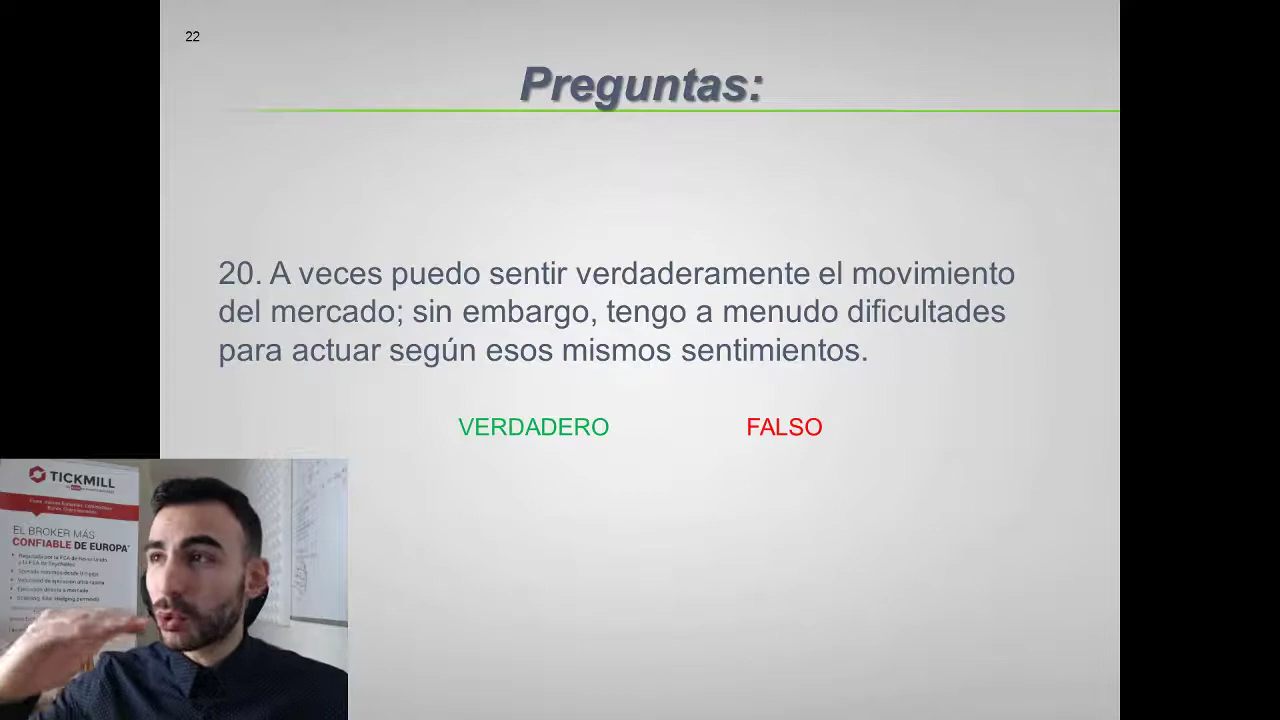 22
Preguntas:
20. A veces puedo sentir verdaderamente el movimiento
del mercado; sin embargo, tengo a menudo dificultades
para actuar según esos mismos sentimientos.
VERDADERO FALSO
TICKMILL
EL BROKER MÁS
CONFIABLE DE EUROPA*